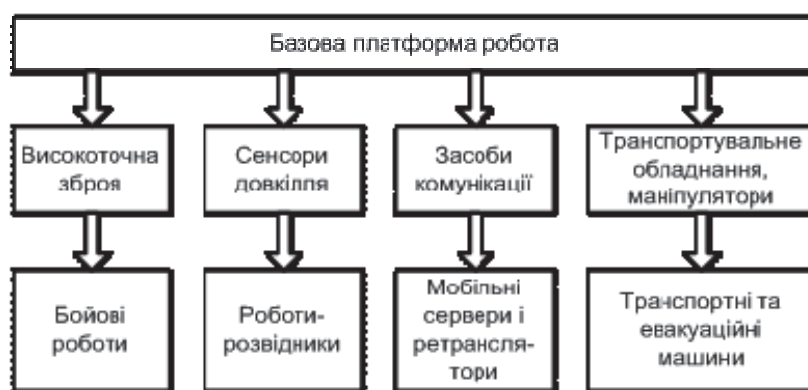 Базова платформа робота
Високоточна
зброя
Сенсори
довкілля
Засоби
комунікації
Транспортувальне
обладнання,
маніпулятори
Бойові
роботи
Роботи-
розвідники
Мобільні
сервери і
ретрансля-
тори
Транспортні та
евакуаційні
машини